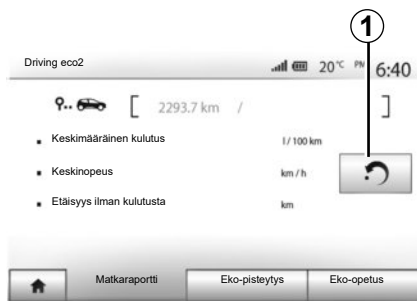 1
Driving eco2 20°C PM 6:40
[ 2293.7 km / ]
Keskimääräinen kulutus l/100 km
Keskinopeus km/h
Etäisyys ilman kulutusta km
Matkaraportti Eko-pisteytys Eko-opetus